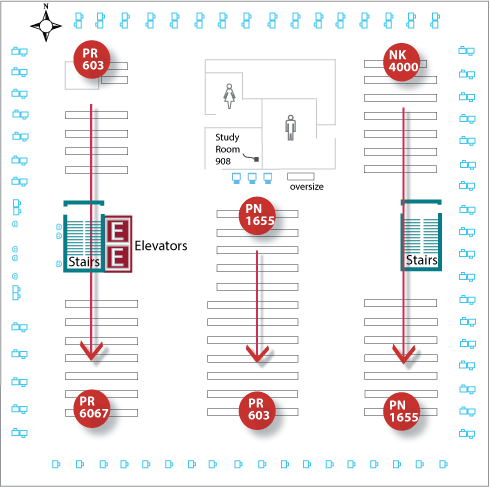 N
PR
603
NK
4000
Study
Room
908
oversize
PN
1655
E
E
Elevators
Stairs
Stairs
PR
6067
PR
603
PN
1655